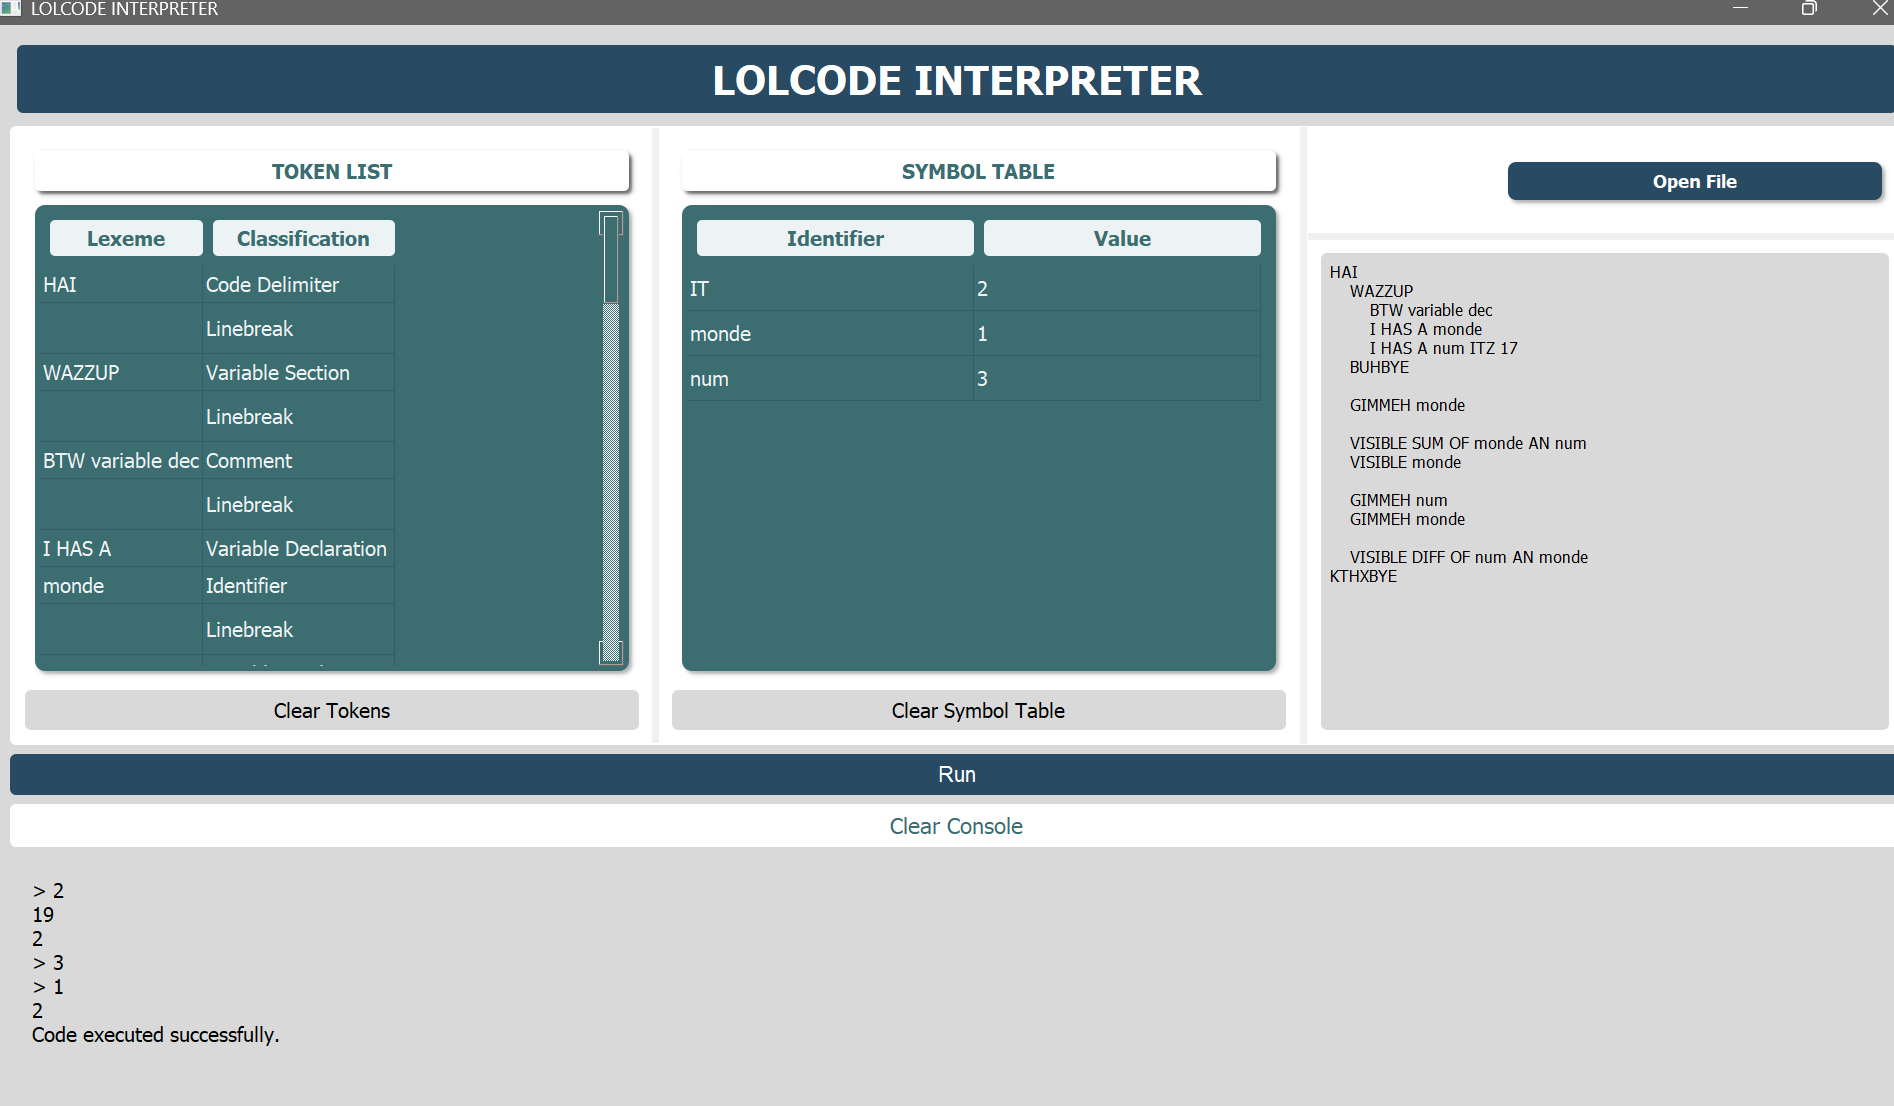 LOLCODE INTERPRETER
LOLCODE INTERPRETER
TOKEN LIST
Lexeme Classification
HAI Code Delimiter
Linebreak
WAZZUP Variable Section
Linebreak
BTW variable dec Comment
Linebreak
I HAS A Variable Declaration
monde Identifier
Linebreak
Clear Tokens
SYMBOL TABLE
Identifier Value
IT 2
monde 1
num 3
Clear Symbol Table
Open File
HAI
WAZZUP
BTW variable dec
I HAS A monde
I HAS A num ITZ 17
BUHBYE
GIMMEH monde
VISIBLE SUM OF monde AN num
VISIBLE monde
GIMMEH num
GIMMEH monde
VISIBLE DIFF OF num AN monde
KTHXBYE
Run
Clear Console
> 2
19
2
> 3
> 1
2
Code executed successfully.